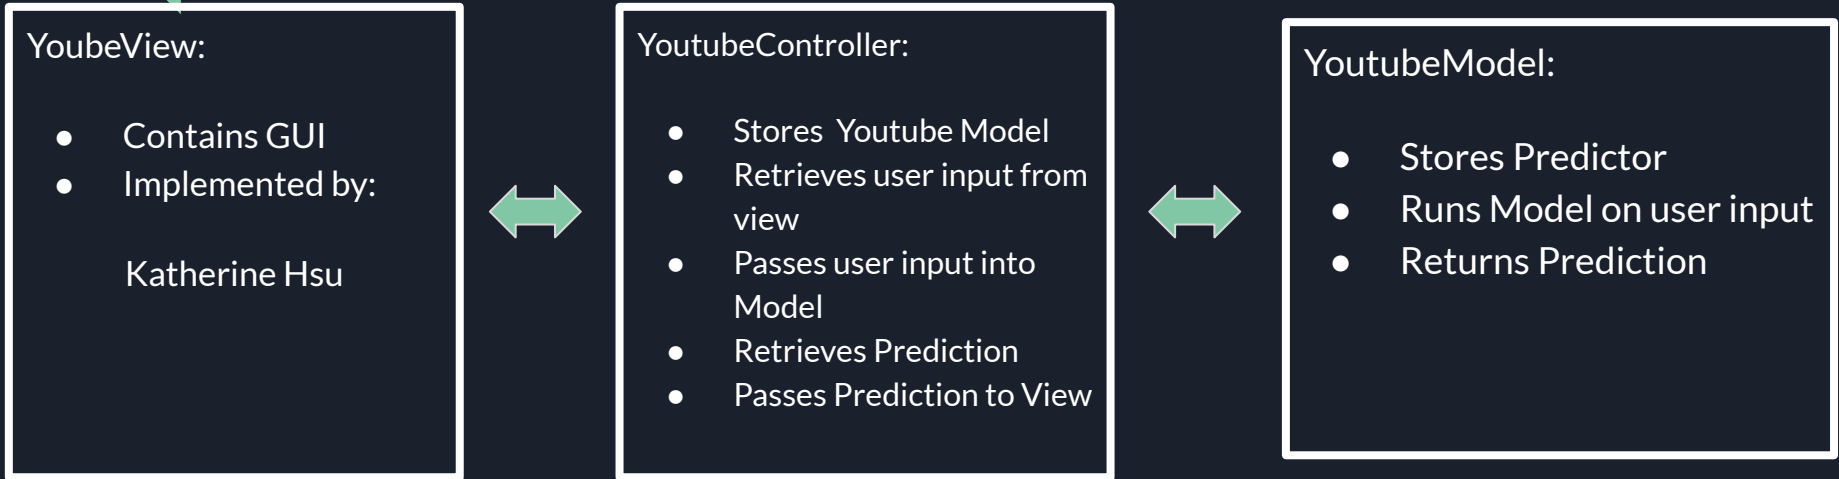 YoubeView:
● Contains GUI
● Implemented by:
Katherine Hsu
YoutubeController:
● Stores  Youtube Model
● Retrieves user input from
view
● Passes user input into
Model
● Retrieves Prediction
● Passes Prediction to View
YoutubeModel:
● Stores Predictor
● Runs Model on user input
● Returns Prediction